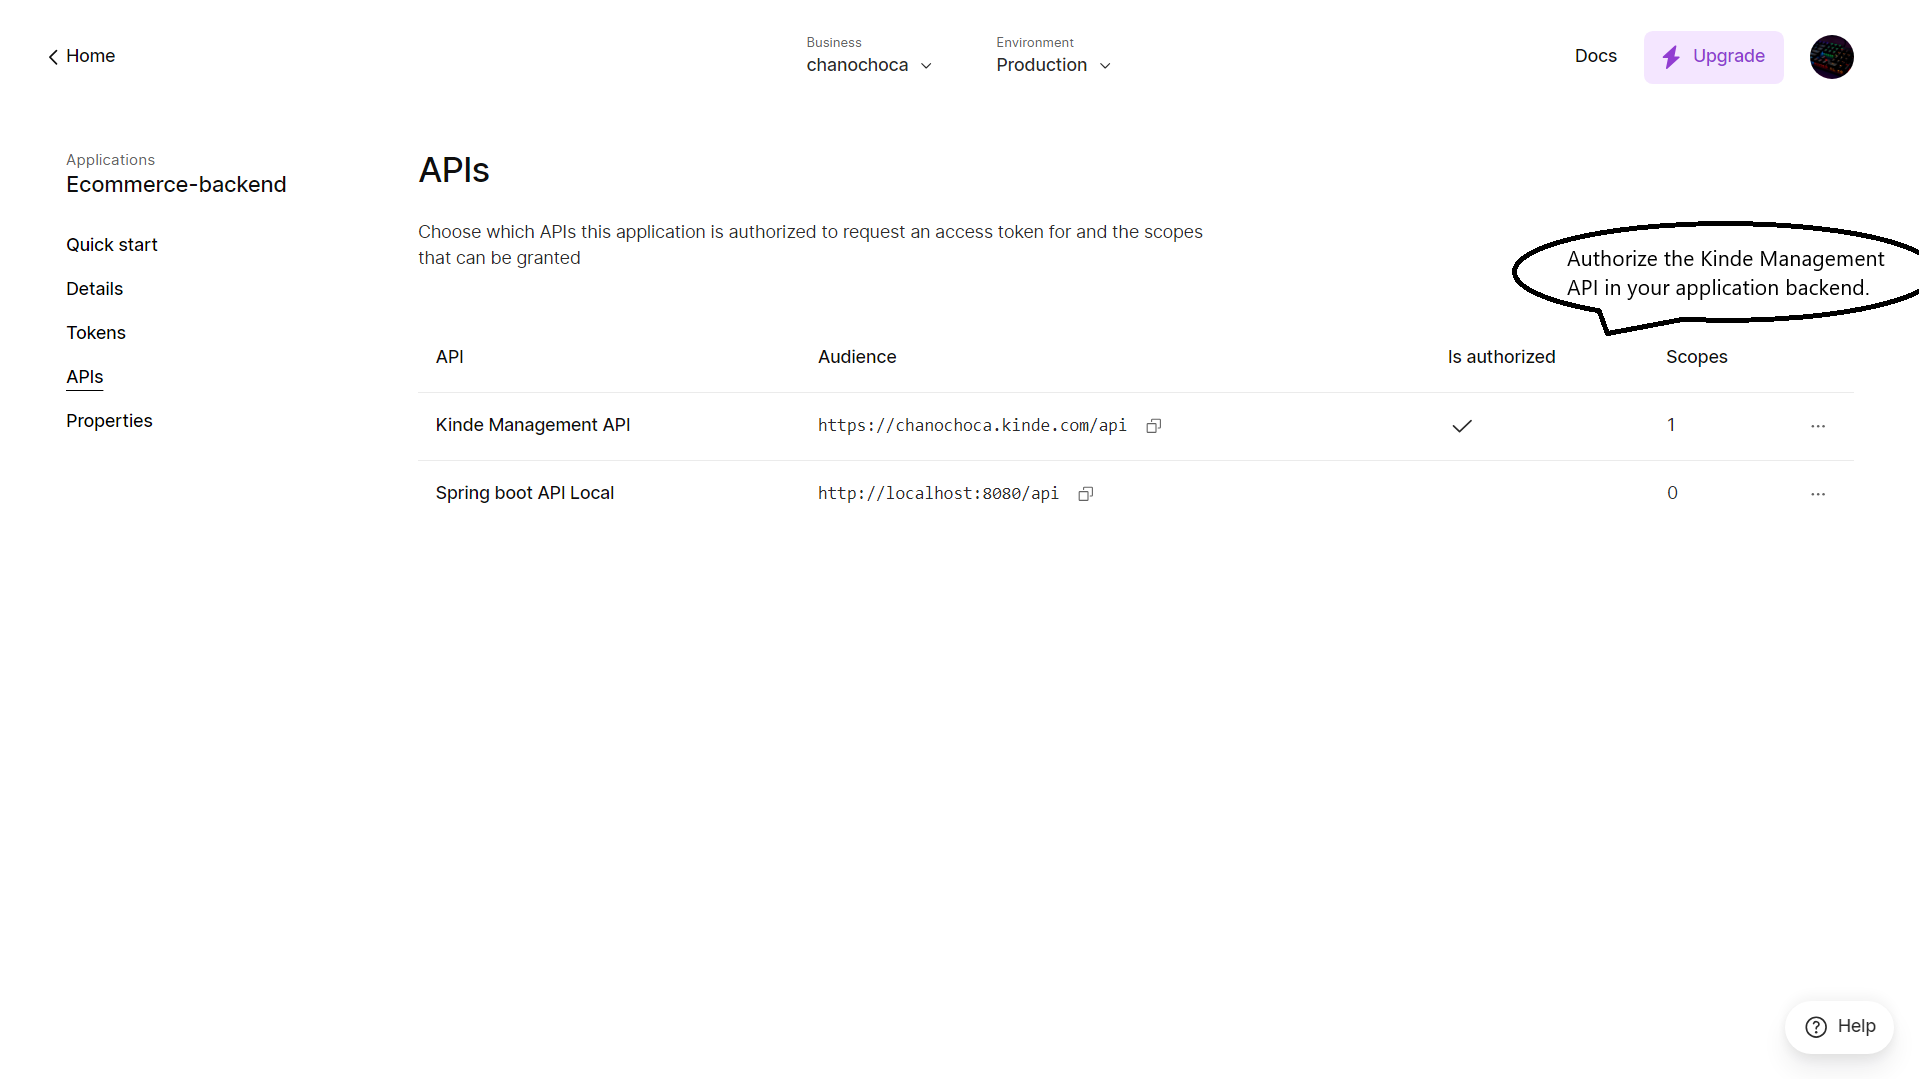 Home
Business
chanochoca
Environment
Production
Docs
Upgrade
Applications
Ecommerce-backend
Quick start
Details
Tokens
APIs
Properties
APIs
Choose which APIs this application is authorized to request an access token for and the scopes
that can be granted
Authorize the Kinde Management
API in your application backend.
API Audience Is authorized Scopes
Kinde Management API https://chanochoca.kinde.com/api 1
Spring boot API Local http://localhost:8080/api 0
Help